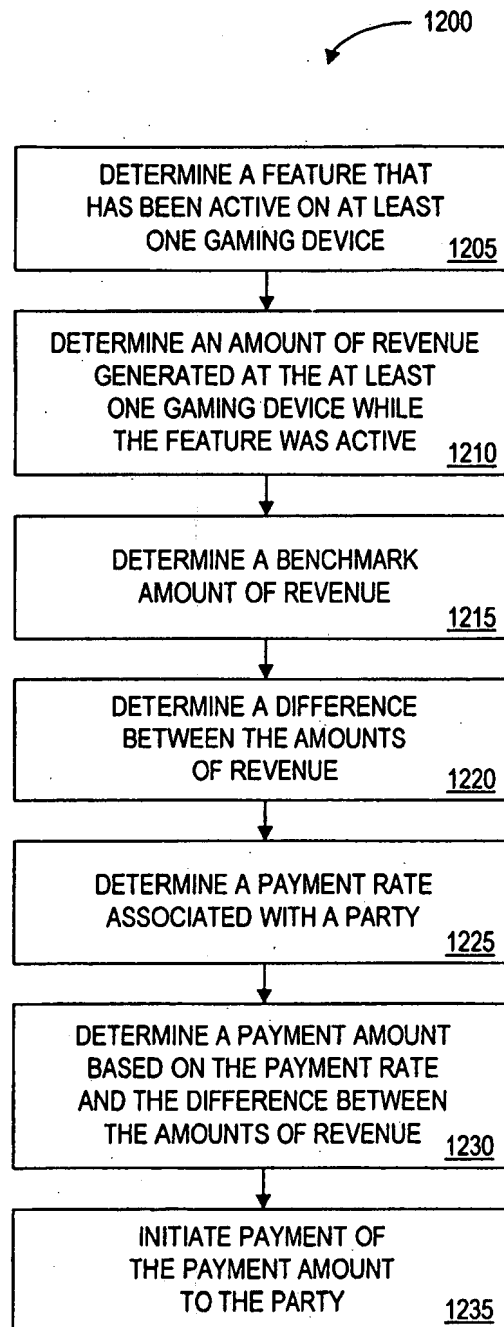 1200
DETERMINE A FEATURE THAT
HAS BEEN ACTIVE ON AT LEAST
ONE GAMING DEVICE
1205
DETERMINE AN AMOUNT OF REVENUE
GENERATED AT THE AT LEAST
ONE GAMING DEVICE WHILE
THE FEATURE WAS ACTIVE
1210
DETERMINE A BENCHMARK
AMOUNT OF REVENUE
1215
DETERMINE A DIFFERENCE
BETWEEN THE AMOUNTS
OF REVENUE
1220
DETERMINE A PAYMENT RATE
ASSOCIATED WITH A PARTY
1225
DETERMINE A PAYMENT AMOUNT
BASED ON THE PAYMENT RATE
AND THE DIFFERENCE BETWEEN
THE AMOUNTS OF REVENUE
1230
INITIATE PAYMENT OF
THE PAYMENT AMOUNT
TO THE PARTY
1235